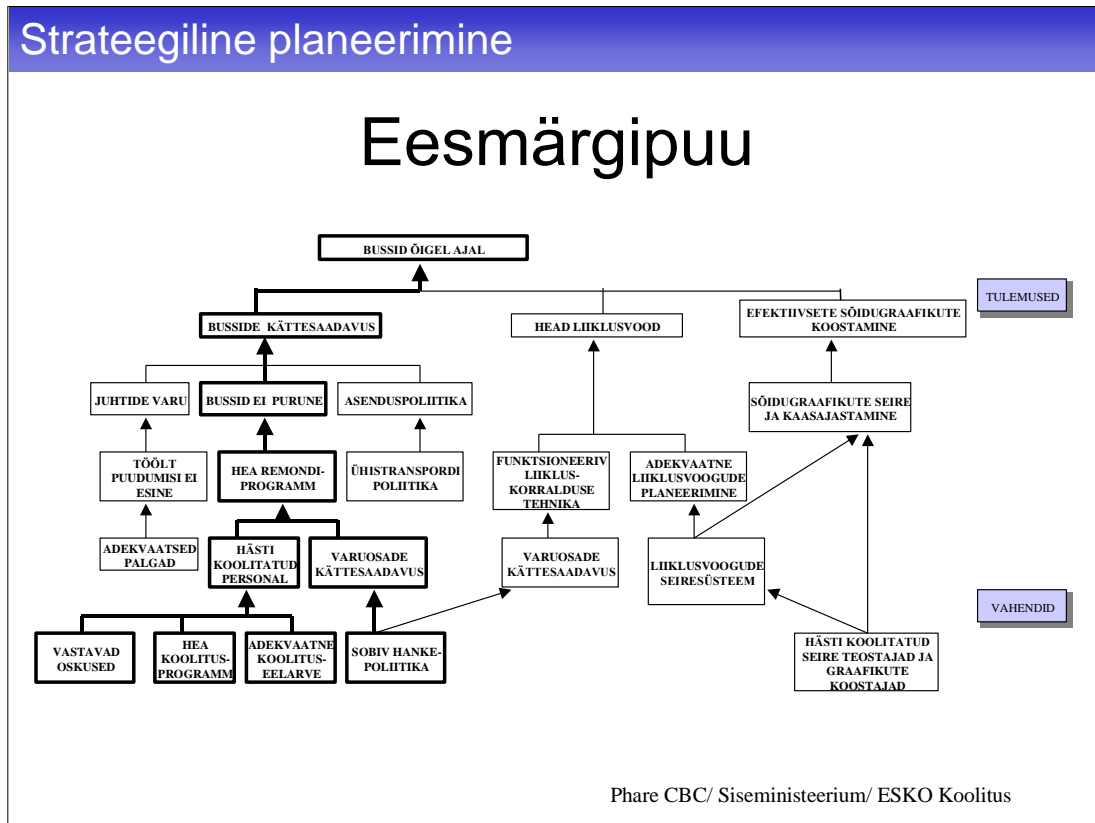 Strateegiline planeerimine
Eesmärgipuu
BUSSID ÕIGEL AJAL
TULEMUSED
BUSSIDE KÄTTESAADAVUS
HEAD LIIKLUSVOOD
EFEKTIIVSETE SÕIDUGRAAFIKUTE
KOOSTAMINE
JUHTIDE VARU
BUSSID EI PURUNE
ASENDUSPOLIITIKA
SÕIDUGRAAFIKUTE SEIRE
JA KAASAJASTAMINE
TÖÖLT
PUUDUMISI EI
ESINE
HEA REMONDI-
PROGRAMM
ÜHISTRANSPORDI
POLIITIKA
FUNKTSIONEERIV
LIIKLUS-
KORRALDUSE
TEHNIKA
ADEKVAATNE
LIIKLUSVOOGUDE
PLANEERIMINE
ADEKVAATSED
PALGAD
HÄSTI
KOOLITATUD
PERSONAL
VARUOSADE
KÄTTESAADAVUS
VARUOSADE
KÄTTESAADAVUS
LIIKLUSVOOGUDE
SEIRESÜSTEEM
VAHENDID
VASTAVAD
OSKUSED
HEA
KOOLITUS-
PROGRAMM
ADEKVAATNE
KOOLITUS-
EELARVE
SOBIV HANKE-
POLIITIKA
HÄSTI KOOLITATUD
SEIRE TEOSTAJAD JA
GRAAFIKUTE
KOOSTAJAD
Phare CBC/ Siseministeerium/ ESKO Koolitus